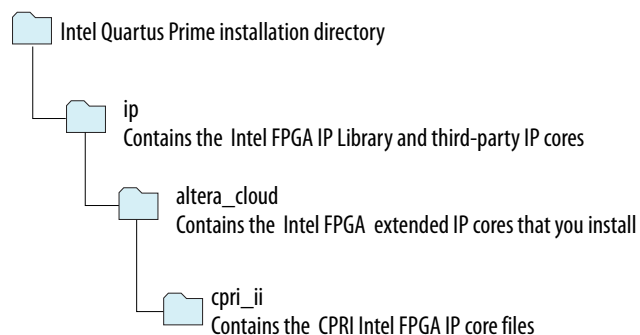 Intel Quartus Prime installation directory
ip
Contains the Intel FPGA IP Library and third-party IP cores
altera_cloud
Contains the Intel FPGA extended IP cores that you install
cpri_ii
Contains the CPRI Intel FPGA IP core files